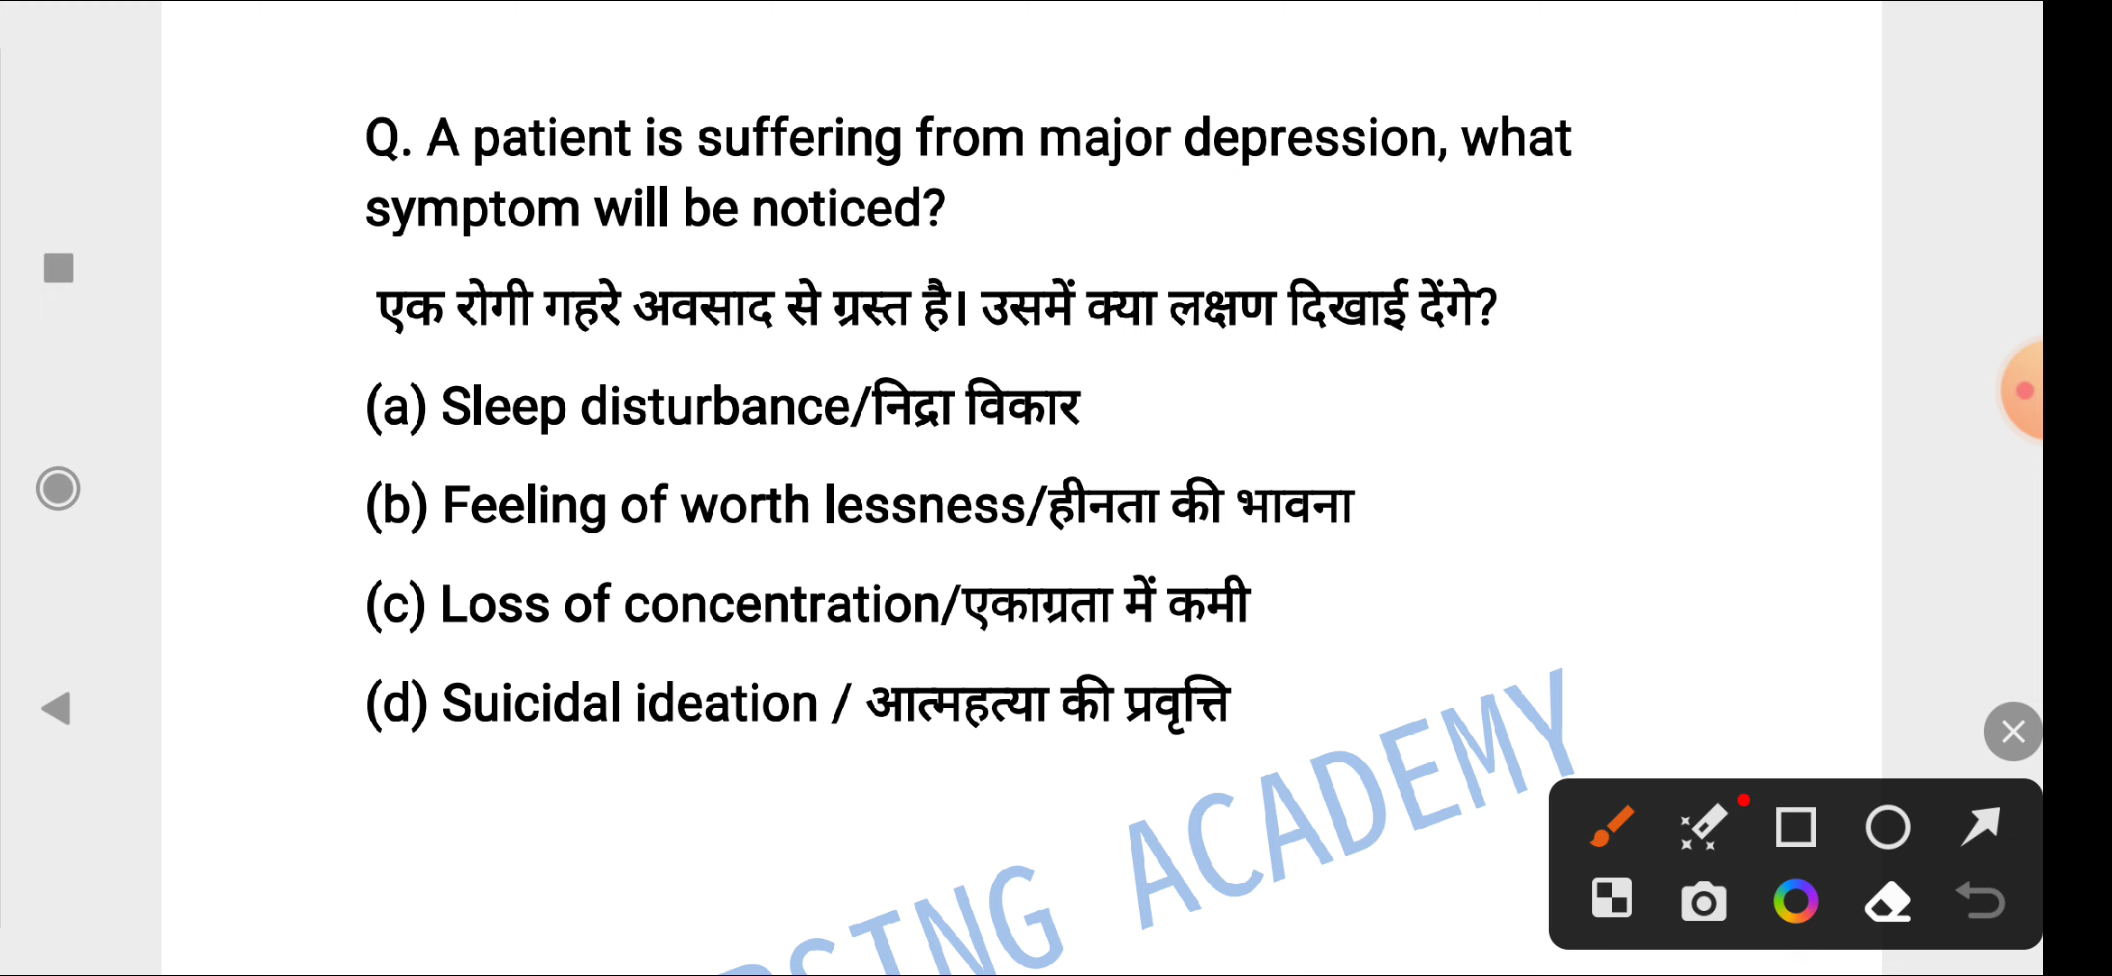 Q. A patient is suffering from major depression, what
symptom will be noticed?
एक रोगी गहरे अवसाद से ग्रस्त है। उसमें क्या लक्षण दिखाई देंगे?
(a) Sleep disturbance/निद्रा विकार
(b) Feeling of worth lessness/हीनता की भावना
(c) Loss of concentration/एकाग्रता में कमी
(d) Suicidal ideation / आत्महत्या की प्रवृत्ति
ACADEMY